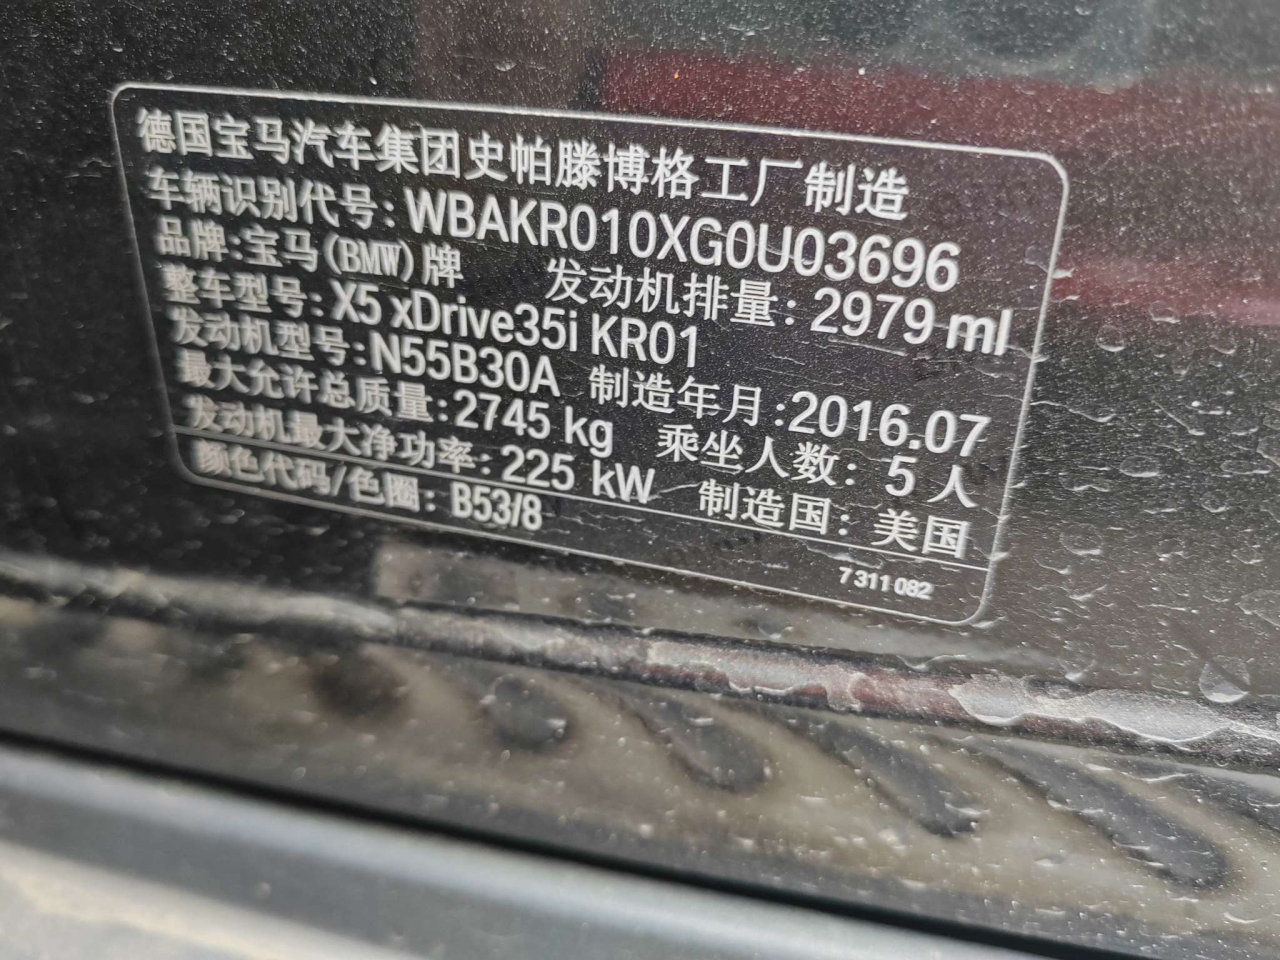 德国宝马汽车集团史帕滕博格工厂制造
车辆识别代号: WBAKR010XG0U03696
品牌:宝马(BMW)牌 发动机排量: 2979 ml
整车型号: X5 xDrive35i KR01
发动机型号:N55B30A 制造年月:2016.07
最大允许总质量:2745 kg 乘坐人数: 5 人
发动机最大净功率: 225 kW 制造国: 美国
颜色代码/色圈: B53/8
7 311 082